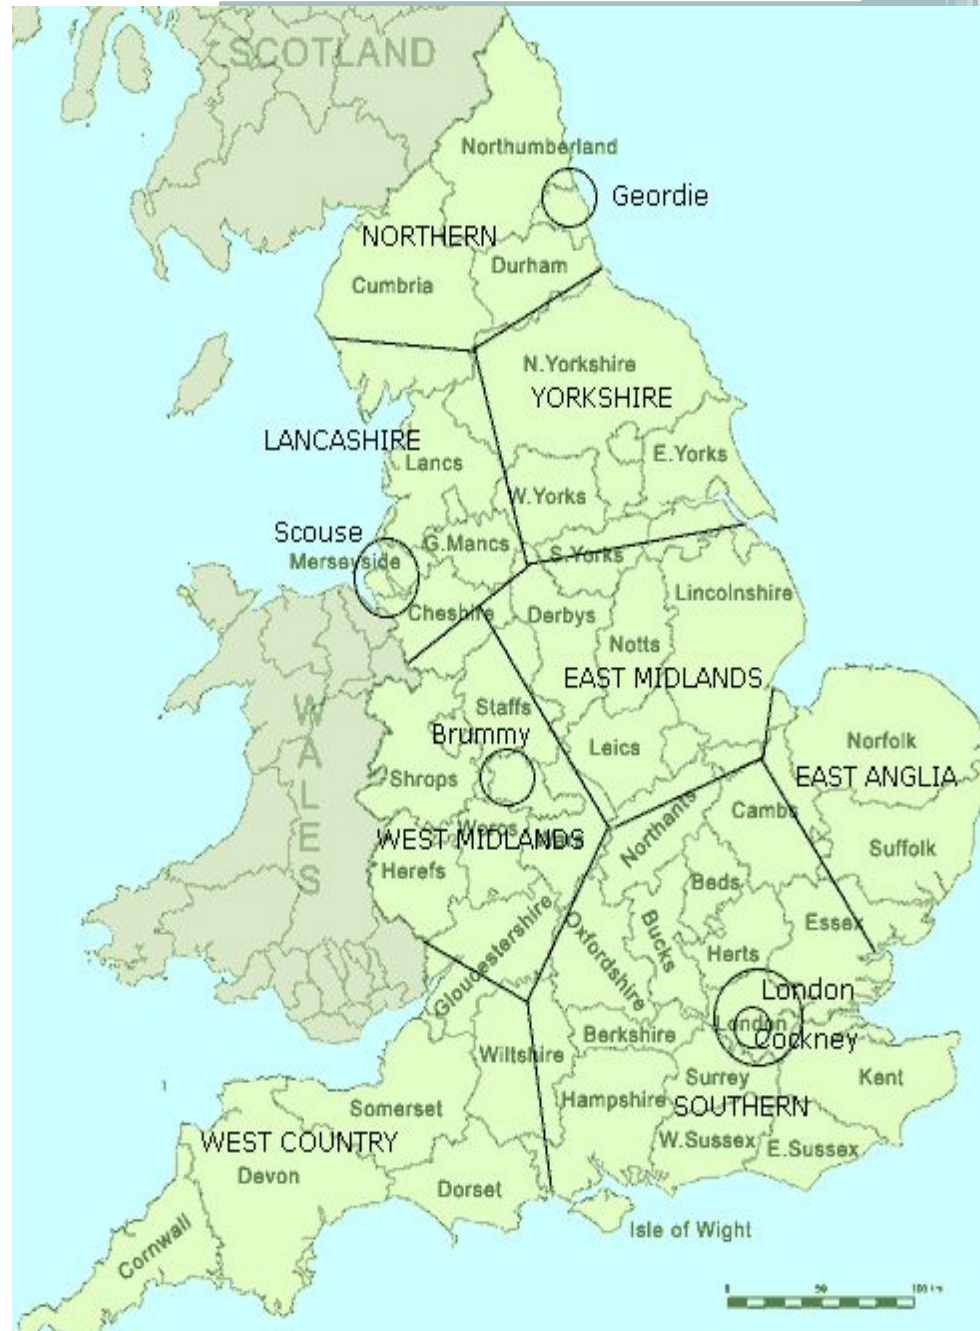 SCOTLAND
Northumberland
Geordie
NORTHERN
Durham
Cumbria
N.Yorkshire
YORKSHIRE
LANCASHIRE
Lancs
E.Yorks
W.Yorks
Scouse
G.Mancs
S.Yorks
Merseyside
Lincolnshire
Cheshire
Derbys
Notts
EAST MIDLANDS
WALES
Staffs
Brummy
Leics
Norfolk
Shrops
EAST ANGLIA
Cambs
Northants
Worcs
WEST MIDLANDS
Suffolk
Herefs
Beds
Essex
Gloucestershire
Oxfordshire
Bucks
Herts
London
London
Cockney
Berkshire
Wiltshire
Surrey
Kent
Hampshire
SOUTHERN
Somerset
WEST COUNTRY
W.Sussex
E.Sussex
Devon
Dorset
Cornwall
Isle of Wight
0